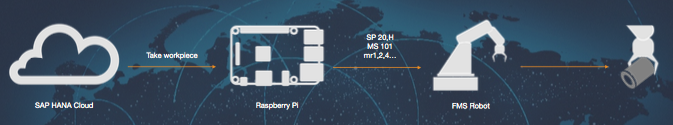 Take workpiece
SP 20,H
MS 101
mr1,2,4...
SAP HANA Cloud
Raspberry Pi
FMS Robot